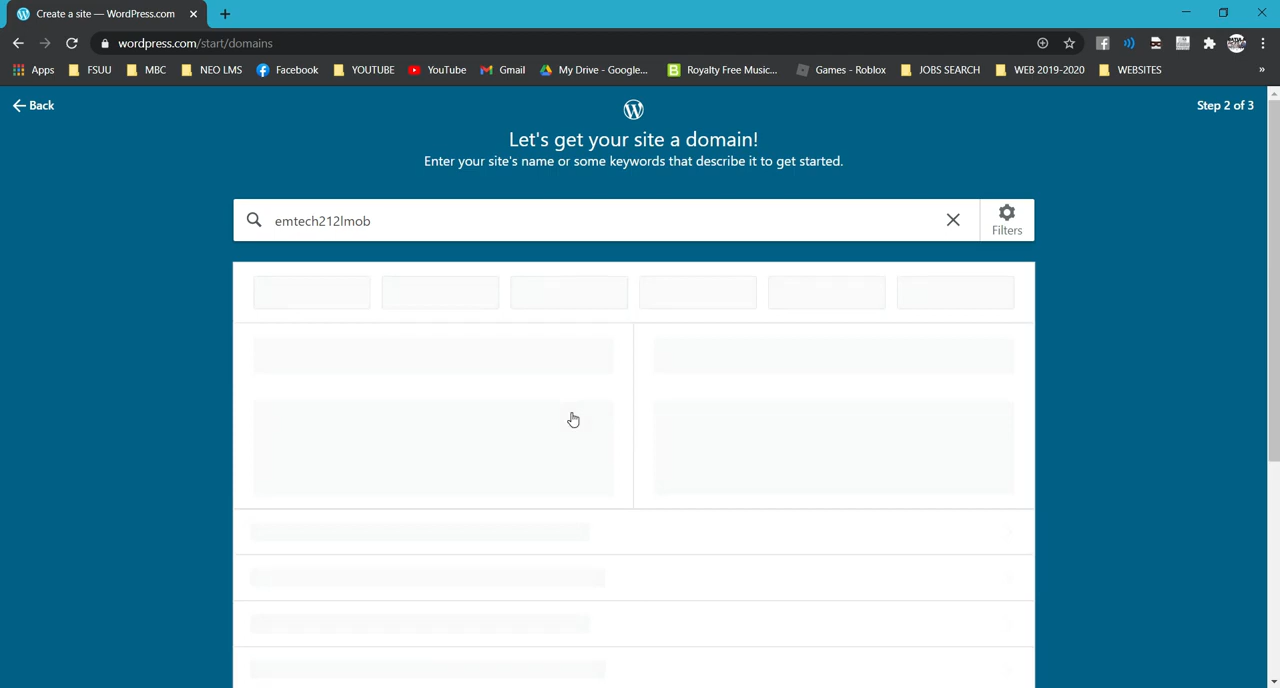 Create a site — WordPress.com
wordpress.com/start/domains
Apps FSUU MBC NEO LMS Facebook YOUTUBE YouTube Gmail My Drive - Google... Royalty Free Music... Games - Roblox JOBS SEARCH WEB 2019-2020 WEBSITES »
Back
Step 2 of 3
Let's get your site a domain!
Enter your site's name or some keywords that describe it to get started.
emtech212lmob
Filters